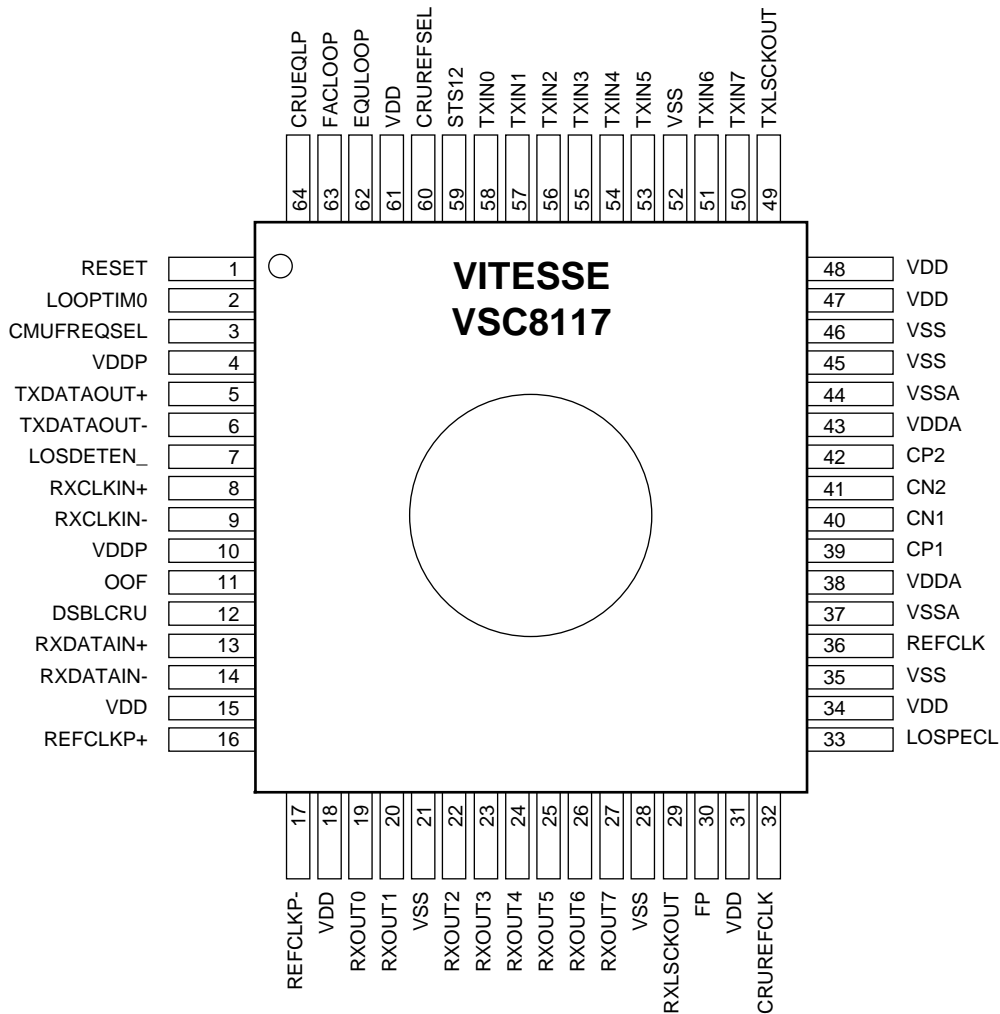 CRUEQLP
FACLOOP
EQULOOP
VDD
CRUREFSEL
STS12
TXIN0
TXIN1
TXIN2
TXIN3
TXIN4
TXIN5
VSS
TXIN6
TXIN7
TXLSCKOUT
64
63
62
61
60
59
58
57
56
55
54
53
52
51
50
49
VITESSE
VSC8117
RESET 1
LOOPTIM0 2
CMUFREQSEL 3
VDDP 4
TXDATAOUT+ 5
TXDATAOUT- 6
LOSDETEN_ 7
RXCLKIN+ 8
RXCLKIN- 9
VDDP 10
OOF 11
DSBLCRU 12
RXDATAIN+ 13
RXDATAIN- 14
VDD 15
REFCLKP+ 16
48 VDD
47 VDD
46 VSS
45 VSS
44 VSSA
43 VDDA
42 CP2
41 CN2
40 CN1
39 CP1
38 VDDA
37 VSSA
36 REFCLK
35 VSS
34 VDD
33 LOSPECL
17
18
19
20
21
22
23
24
25
26
27
28
29
30
31
32
REFCLKP-
VDD
RXOUT0
RXOUT1
VSS
RXOUT2
RXOUT3
RXOUT4
RXOUT5
RXOUT6
RXOUT7
VSS
RXLSCKOUT
FP
VDD
CRUREFCLK